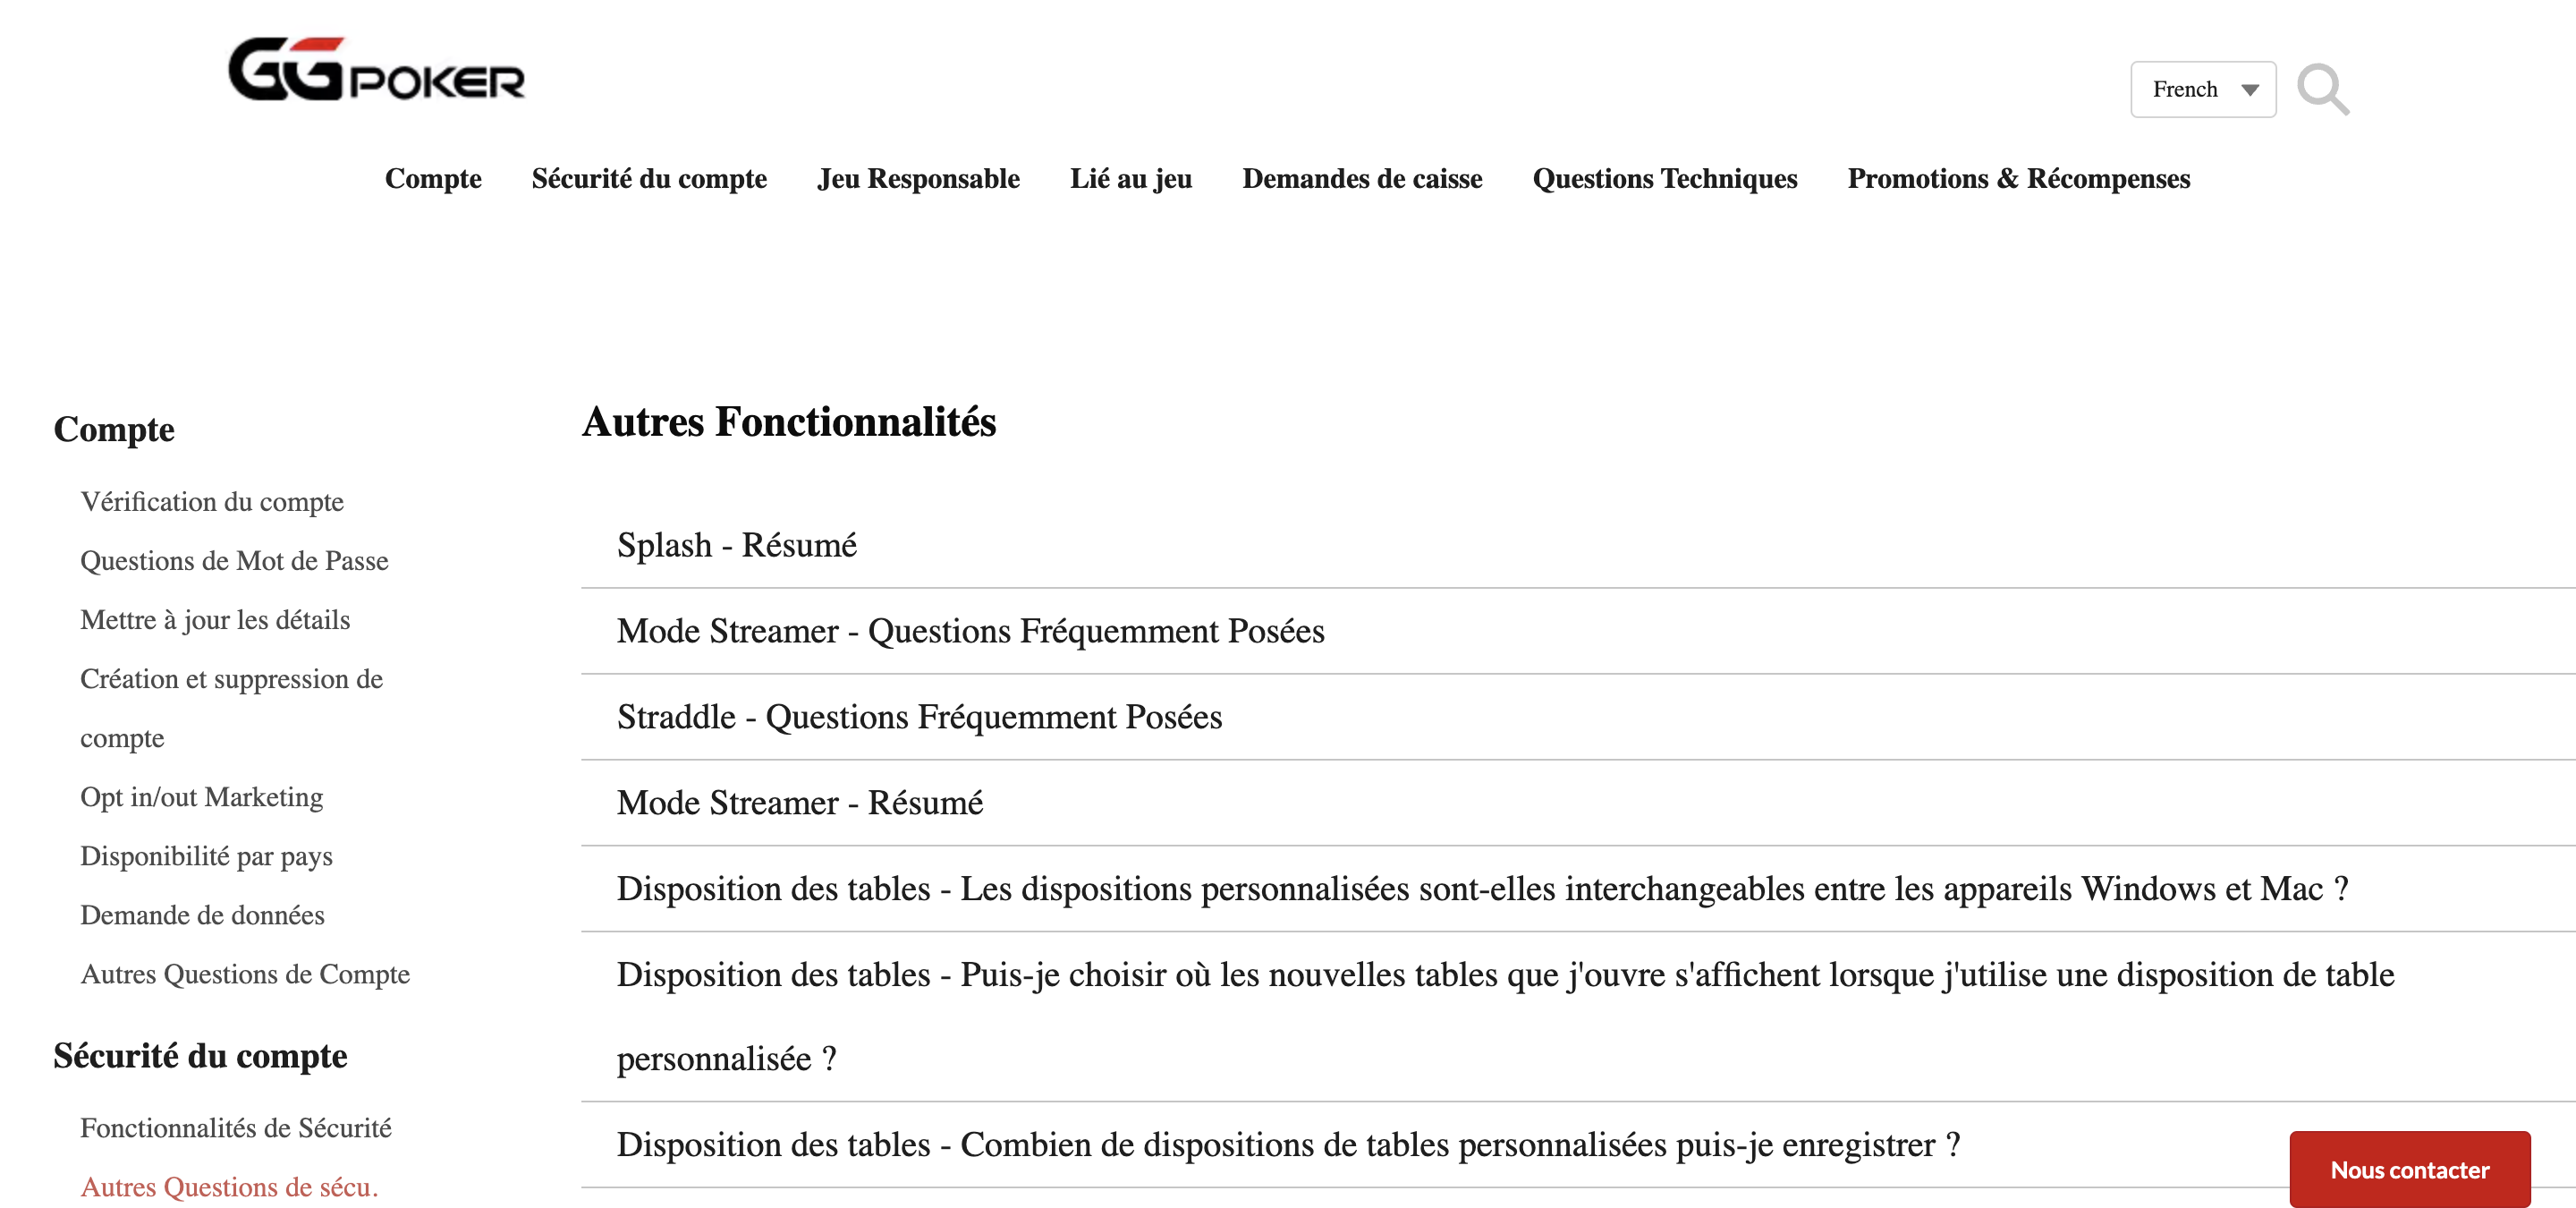 GGPOKER
French
Compte Sécurité du compte Jeu Responsable Lié au jeu Demandes de caisse Questions Techniques Promotions & Récompenses
Compte
Vérification du compte
Questions de Mot de Passe
Mettre à jour les détails
Création et suppression de
compte
Opt in/out Marketing
Disponibilité par pays
Demande de données
Autres Questions de Compte
Sécurité du compte
Fonctionnalités de Sécurité
Autres Questions de sécu.
Autres Fonctionnalités
Splash - Résumé
Mode Streamer - Questions Fréquemment Posées
Straddle - Questions Fréquemment Posées
Mode Streamer - Résumé
Disposition des tables - Les dispositions personnalisées sont-elles interchangeables entre les appareils Windows et Mac ?
Disposition des tables - Puis-je choisir où les nouvelles tables que j'ouvre s'affichent lorsque j'utilise une disposition de table
personnalisée ?
Disposition des tables - Combien de dispositions de tables personnalisées puis-je enregistrer ?
Nous contacter